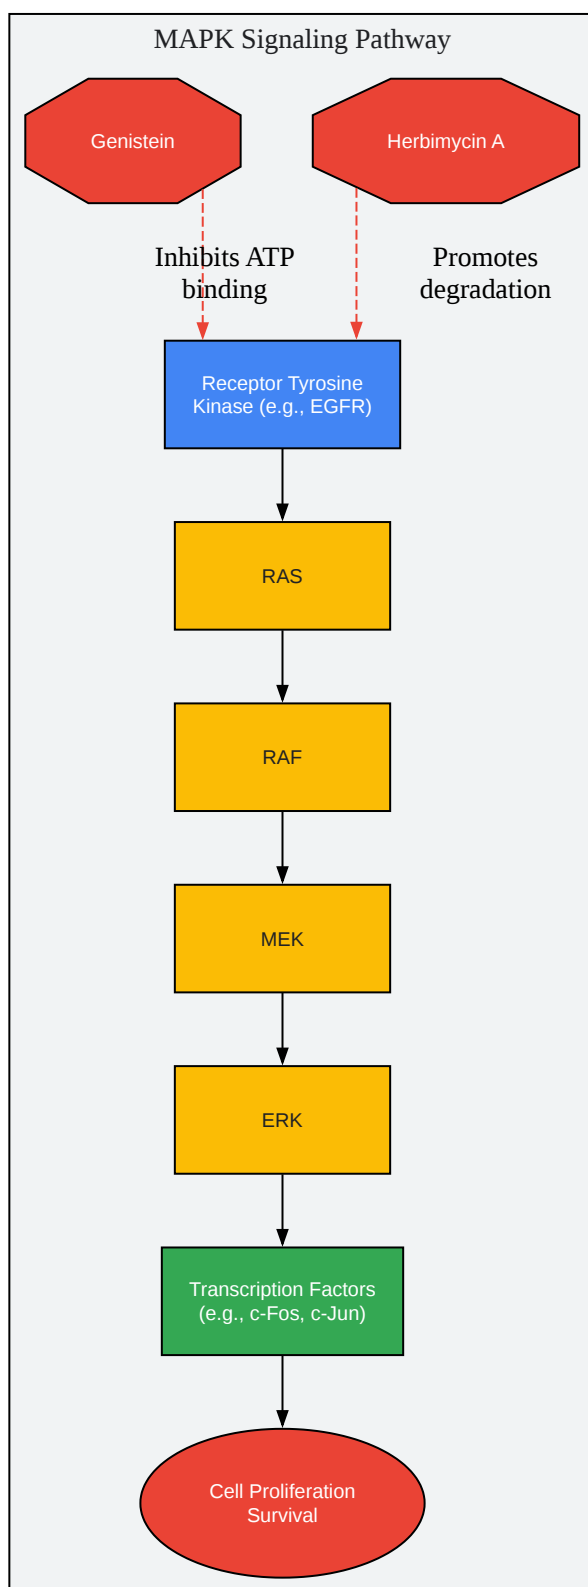 MAPK Signaling Pathway
Genistein
Herbimycin A
Inhibits ATP
binding
Promotes
degradation
Receptor Tyrosine
Kinase (e.g., EGFR)
RAS
RAF
MEK
ERK
Transcription Factors
(e.g., c-Fos, c-Jun)
Cell Proliferation
Survival